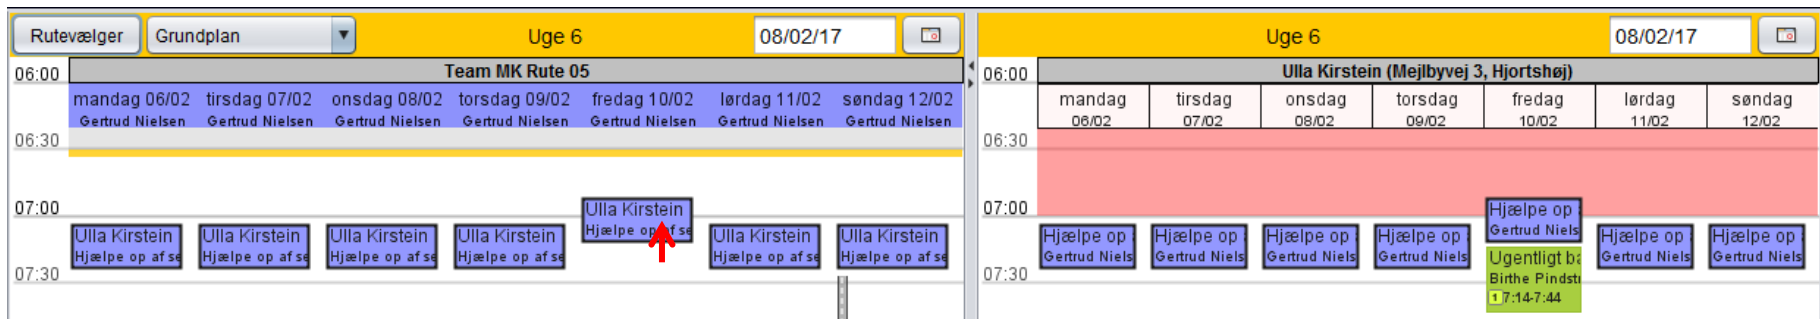 Rutevælger Grundplan Uge 6 08/02/17
06:00 Team MK Rute 05
mandag 06/02 tirsdag 07/02 onsdag 08/02 torsdag 09/02 fredag 10/02 lørdag 11/02 søndag 12/02
Gertrud Nielsen Gertrud Nielsen Gertrud Nielsen Gertrud Nielsen Gertrud Nielsen Gertrud Nielsen Gertrud Nielsen
06:30
07:00
Ulla Kirstein
Hjælpe op af se
Ulla Kirstein Ulla Kirstein Ulla Kirstein Ulla Kirstein Ulla Kirstein Ulla Kirstein
Hjælpe op af se Hjælpe op af se Hjælpe op af se Hjælpe op af se Hjælpe op af se Hjælpe op af se
07:30
Uge 6 08/02/17
06:00 Ulla Kirstein (Mejlbyvej 3, Hjortshøj)
mandag tirsdag onsdag torsdag fredag lørdag søndag
06/02 07/02 08/02 09/02 10/02 11/02 12/02
06:30
07:00
Hjælpe op
Gertrud Niels
Hjælpe op Hjælpe op Hjælpe op Hjælpe op Hjælpe op Hjælpe op
Gertrud Niels Gertrud Niels Gertrud Niels Gertrud Niels Gertrud Niels Gertrud Niels
Ugentligt ba
07:30 Birthe Pindst
1 7:14-7:44